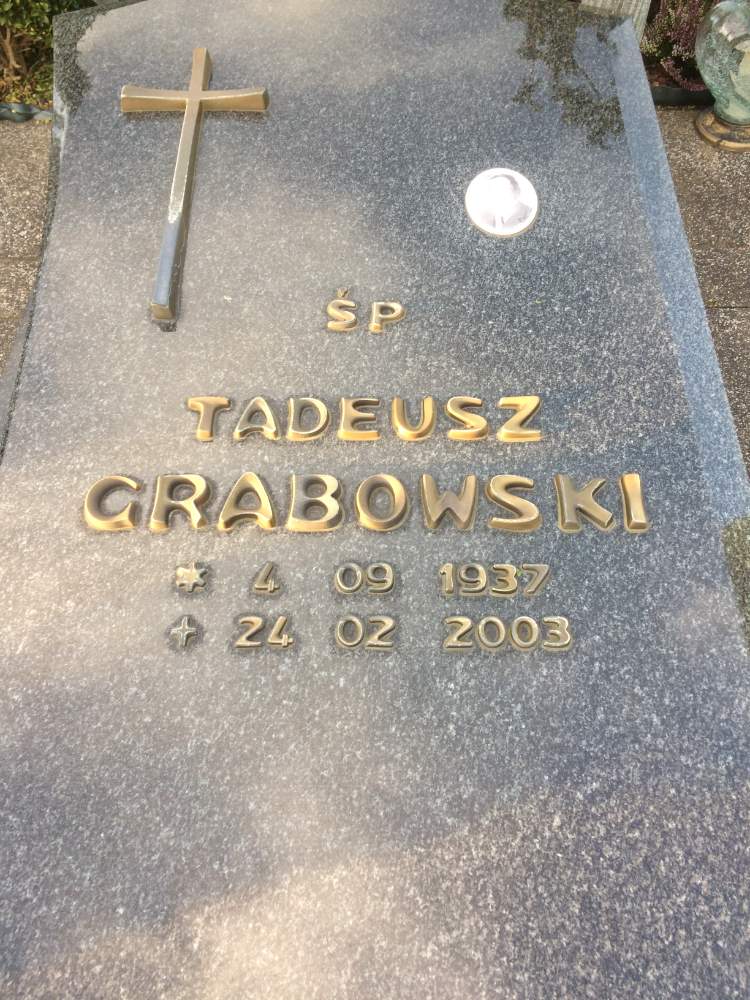 ŚP
TADEUSZ
GRABOWSKI
* 4 09 1937
+ 24 02 2003